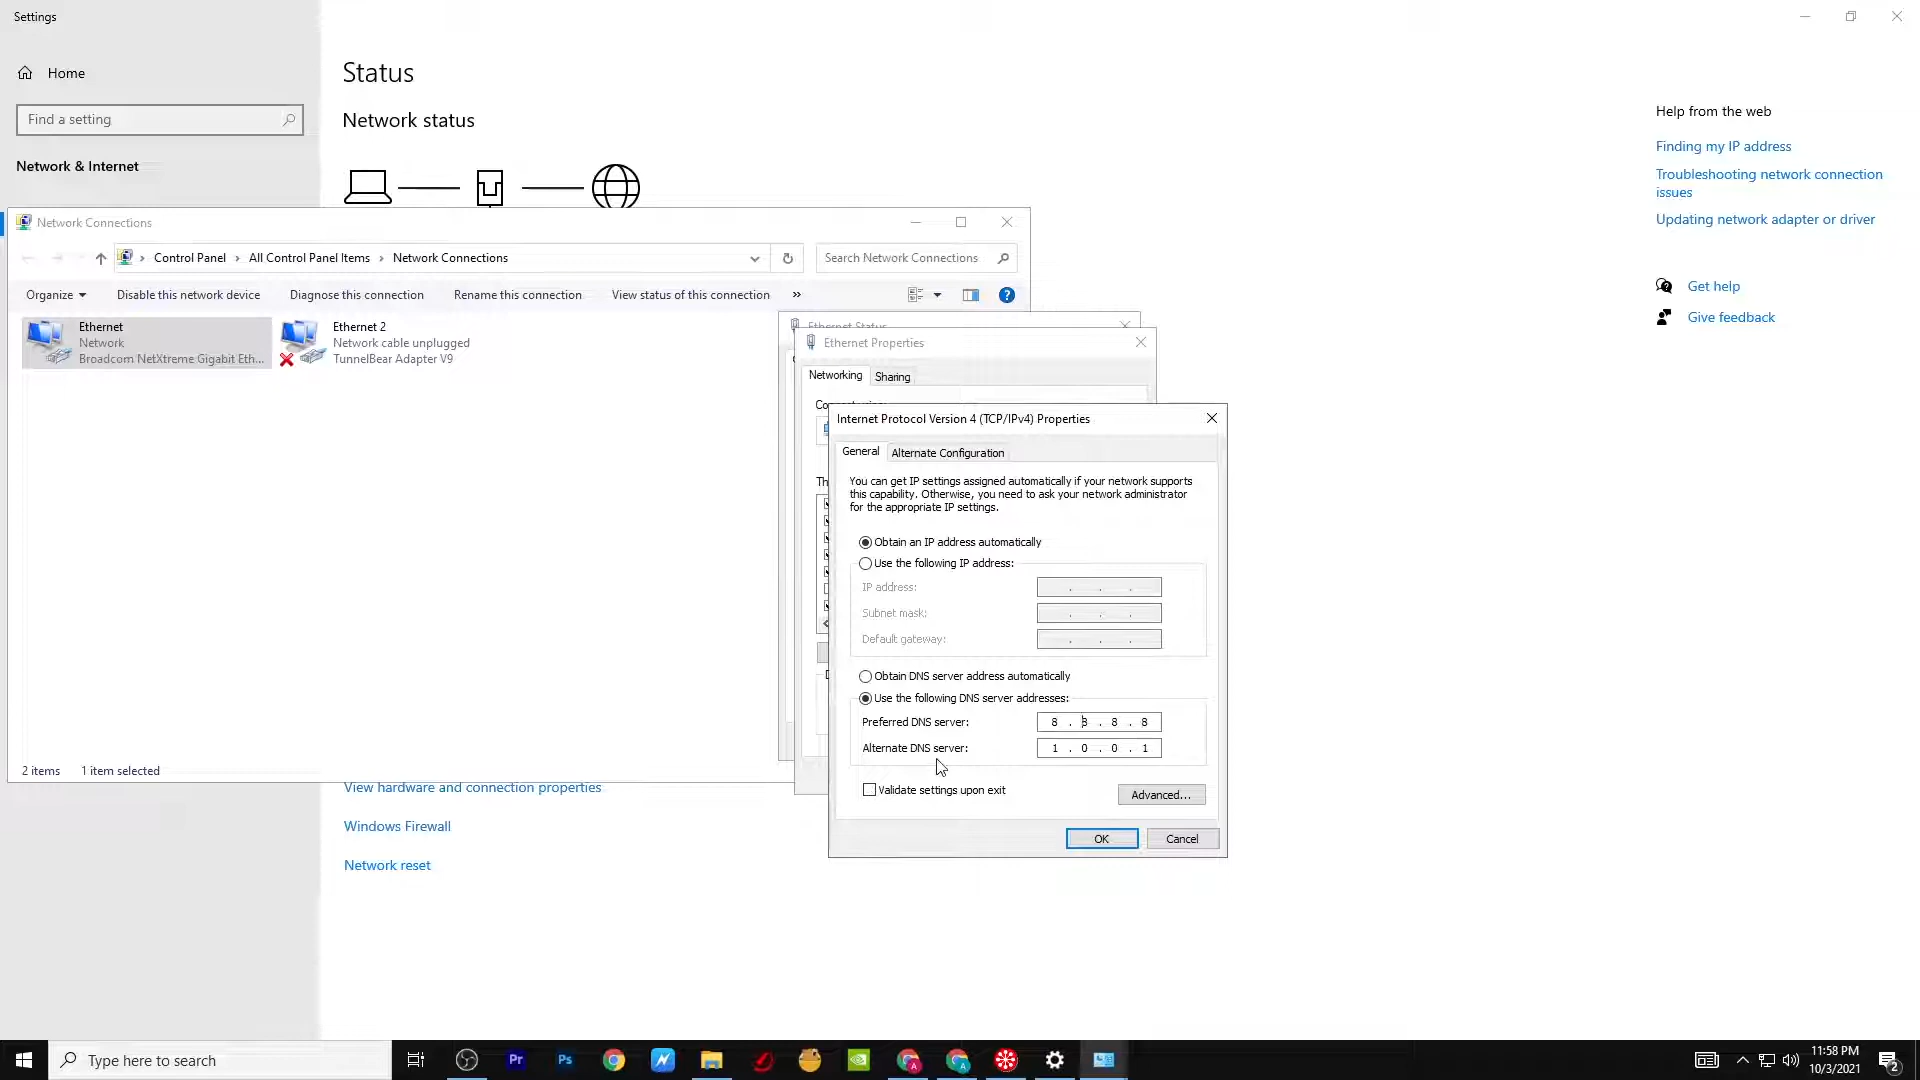 Settings
Home
Find a setting
Network & Internet
Status
Network status
Help from the web
Finding my IP address
Troubleshooting network connection
issues
Updating network adapter or driver
Get help
Give feedback
Network Connections
Control Panel > All Control Panel Items > Network Connections
Search Network Connections
Organize
Disable this network device
Diagnose this connection
Rename this connection
View status of this connection
»
Ethernet
Network
Broadcom NetXtreme Gigabit Eth...
Ethernet 2
Network cable unplugged
TunnelBear Adapter V9
2 items
1 item selected
Ethernet Status
Ethernet Properties
Networking
Sharing
Internet Protocol Version 4 (TCP/IPv4) Properties
General
Alternate Configuration
You can get IP settings assigned automatically if your network supports
this capability. Otherwise, you need to ask your network administrator
for the appropriate IP settings.
Obtain an IP address automatically
Use the following IP address:
IP address:
Subnet mask:
Default gateway:
Obtain DNS server address automatically
Use the following DNS server addresses:
Preferred DNS server: 8 . 8 . 8 . 8
Alternate DNS server: 1 . 0 . 0 . 1
Validate settings upon exit
Advanced...
OK
Cancel
View hardware and connection properties
Windows Firewall
Network reset
Type here to search
Pr
Ps
11:58 PM
10/3/2021
2